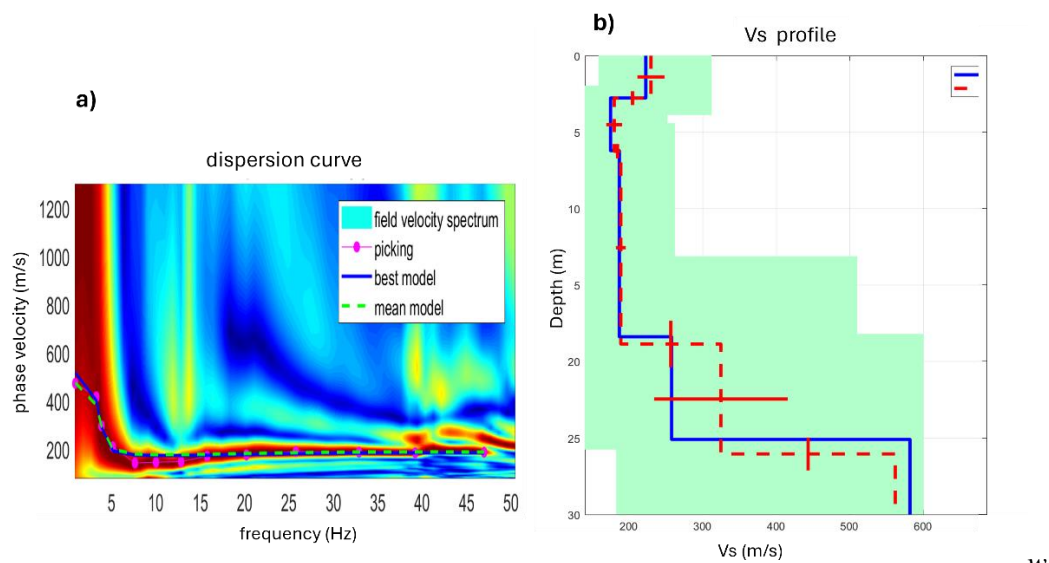 a)
dispersion curve
1200
1000
800
600
400
200
phase velocity (m/s)
field velocity spectrum
picking
best model
mean model
5 10 15 20 25 30 35 40 45 50
frequency (Hz)
b)
Vs profile
0
5
10
5
20
25
30
Depth (m)
200 300 400 500 600
Vs (m/s)